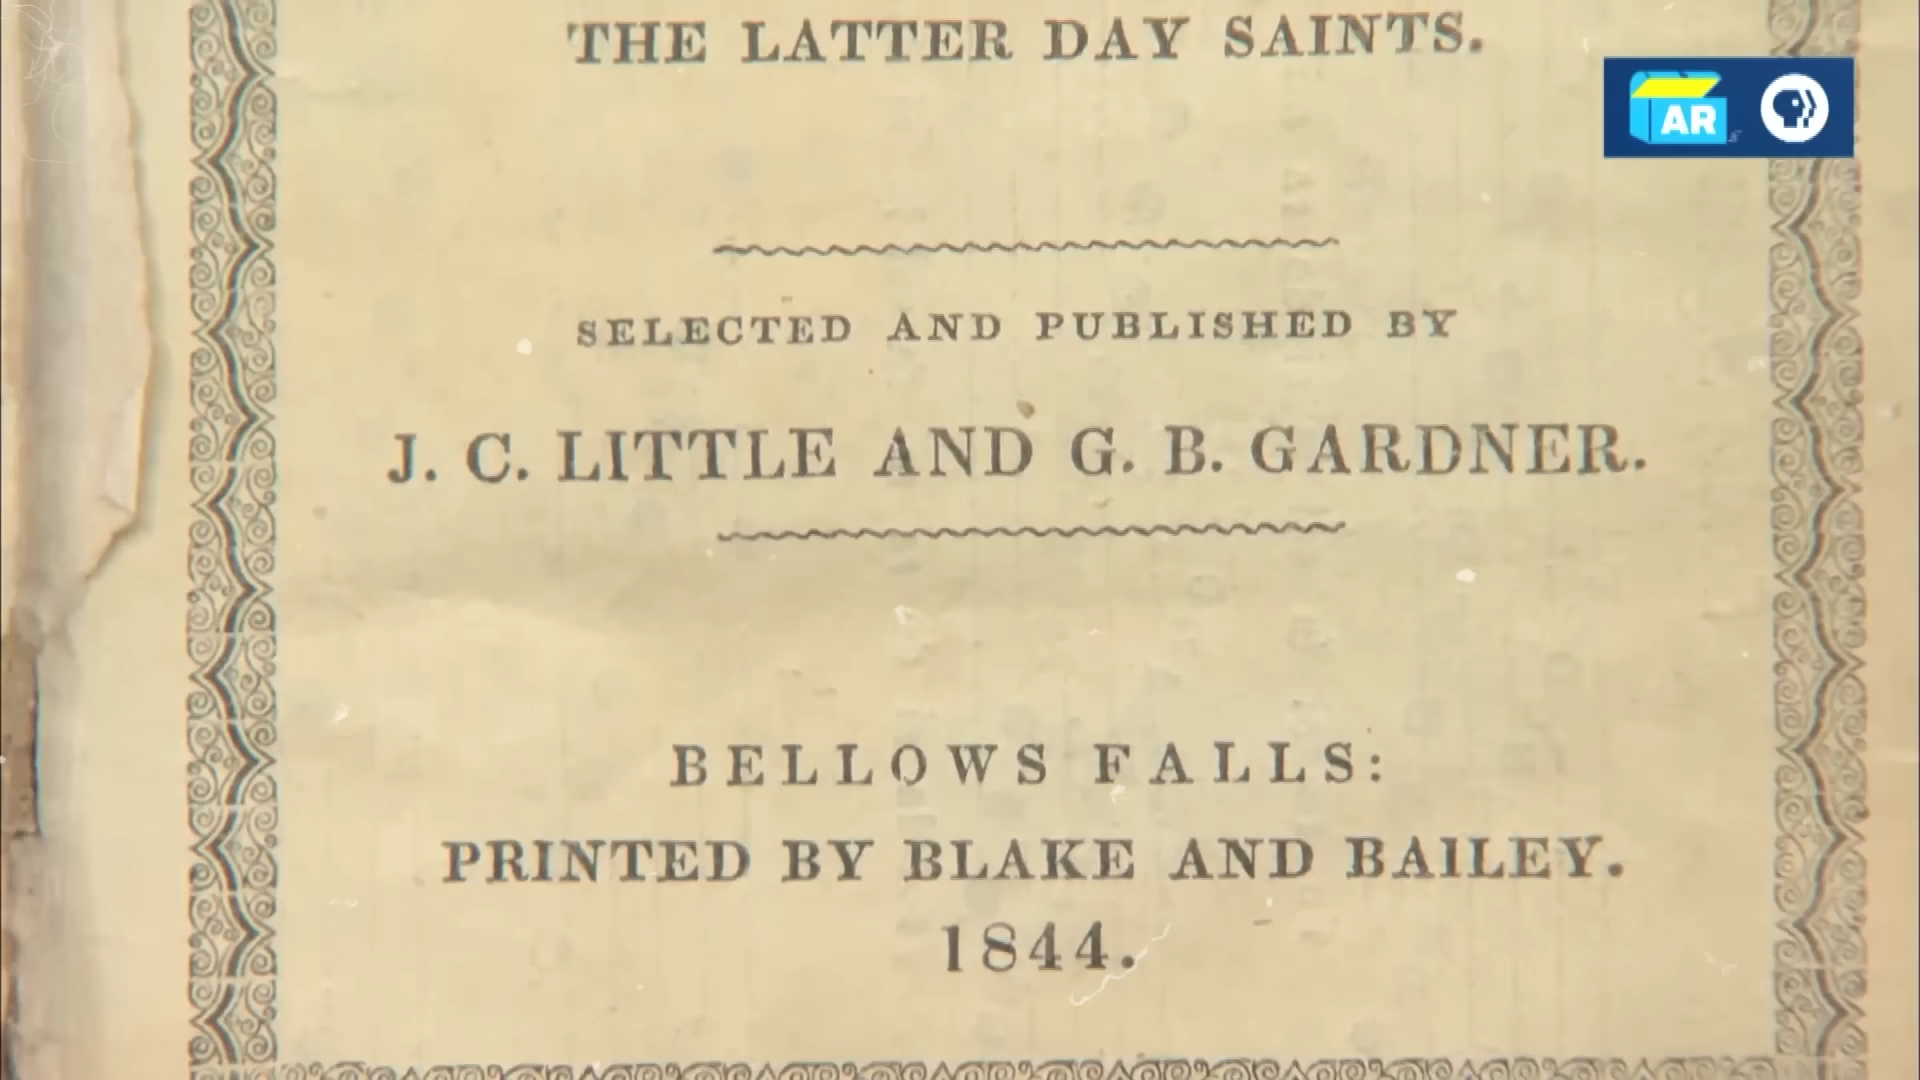 THE LATTER DAY SAINTS.
AR
SELECTED AND PUBLISHED BY
J. C. LITTLE AND G. B. GARDNER.
BELLOWS FALLS:
PRINTED BY BLAKE AND BAILEY.
1844.